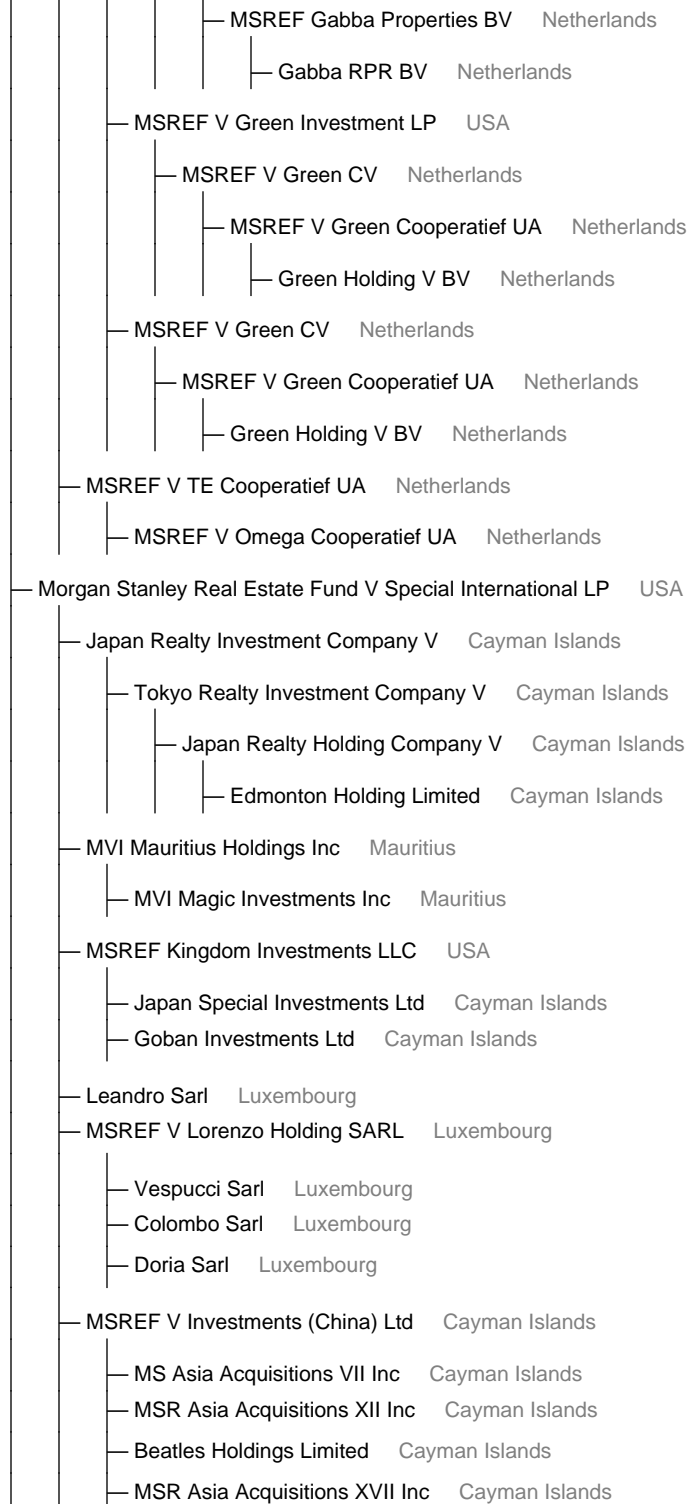 MSREF Gabba Properties BV Netherlands
Gabba RPR BV Netherlands
MSREF V Green Investment LP USA
MSREF V Green CV Netherlands
MSREF V Green Cooperatief UA Netherlands
Green Holding V BV Netherlands
MSREF V Green CV Netherlands
MSREF V Green Cooperatief UA Netherlands
Green Holding V BV Netherlands
MSREF V TE Cooperatief UA Netherlands
MSREF V Omega Cooperatief UA Netherlands
Morgan Stanley Real Estate Fund V Special International LP USA
Japan Realty Investment Company V Cayman Islands
Tokyo Realty Investment Company V Cayman Islands
Japan Realty Holding Company V Cayman Islands
Edmonton Holding Limited Cayman Islands
MVI Mauritius Holdings Inc Mauritius
MVI Magic Investments Inc Mauritius
MSREF Kingdom Investments LLC USA
Japan Special Investments Ltd Cayman Islands
Goban Investments Ltd Cayman Islands
Leandro Sarl Luxembourg
MSREF V Lorenzo Holding SARL Luxembourg
Vespucci Sarl Luxembourg
Colombo Sarl Luxembourg
Doria Sarl Luxembourg
MSREF V Investments (China) Ltd Cayman Islands
MS Asia Acquisitions VII Inc Cayman Islands
MSR Asia Acquisitions XII Inc Cayman Islands
Beatles Holdings Limited Cayman Islands
MSR Asia Acquisitions XVII Inc Cayman Islands